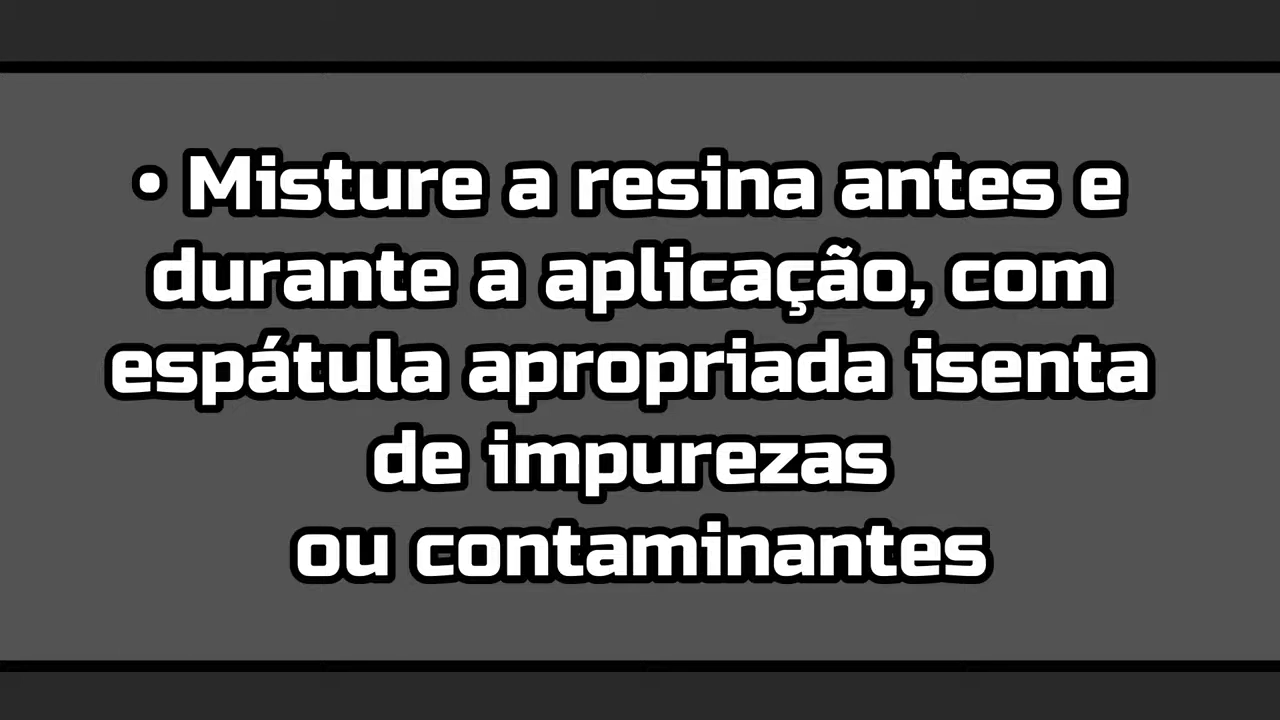 • Misture a resina antes e
durante a aplicação, com
espátula apropriada isenta
de impurezas
ou contaminantes